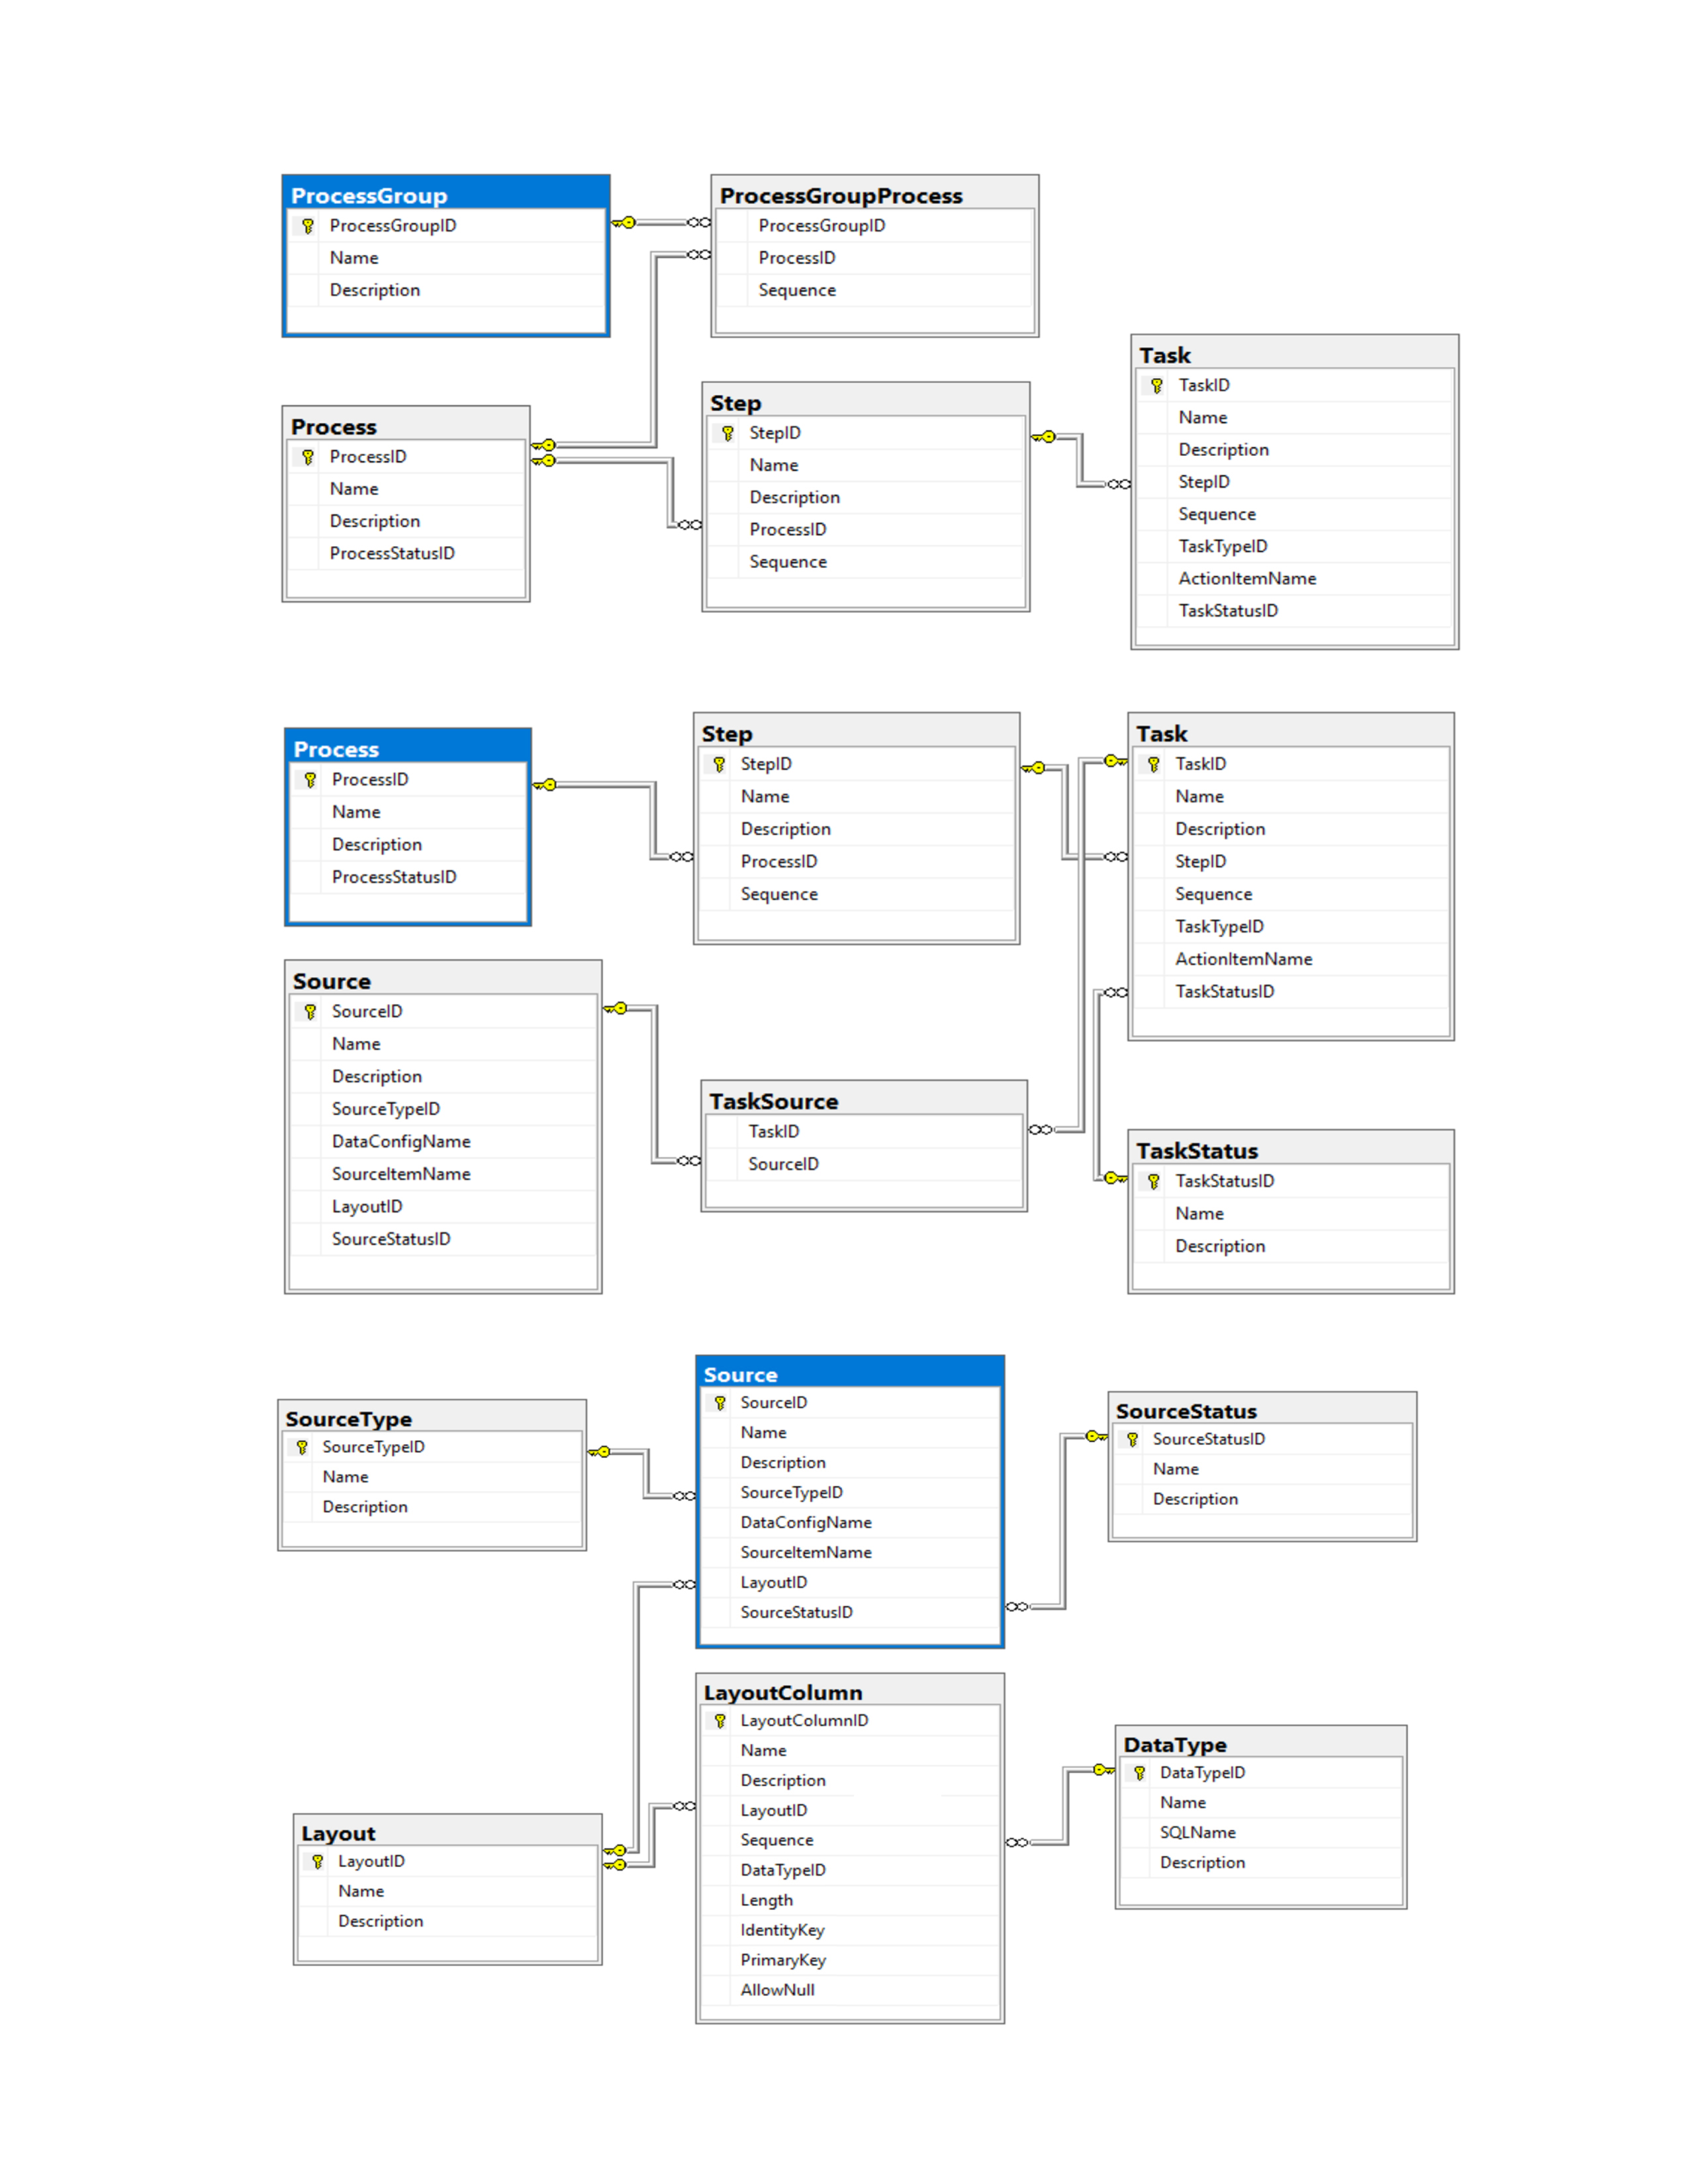 ProcessGroup
ProcessGroupID
Name
Description
ProcessGroupProcess
ProcessGroupID
ProcessID
Sequence
Process
ProcessID
Name
Description
ProcessStatusID
Step
StepID
Name
Description
ProcessID
Sequence
Task
TaskID
Name
Description
StepID
Sequence
TaskTypeID
ActionItemName
TaskStatusID
Process
ProcessID
Name
Description
ProcessStatusID
Step
StepID
Name
Description
ProcessID
Sequence
Task
TaskID
Name
Description
StepID
Sequence
TaskTypeID
ActionItemName
TaskStatusID
Source
SourceID
Name
Description
SourceTypeID
DataConfigName
SourceItemName
LayoutID
SourceStatusID
TaskSource
TaskID
SourceID
TaskStatus
TaskStatusID
Name
Description
SourceType
SourceTypeID
Name
Description
Source
SourceID
Name
Description
SourceTypeID
DataConfigName
SourceItemName
LayoutID
SourceStatusID
SourceStatus
SourceStatusID
Name
Description
Layout
LayoutID
Name
Description
LayoutColumn
LayoutColumnID
Name
Description
LayoutID
Sequence
DataTypeID
Length
IdentityKey
PrimaryKey
AllowNull
DataType
DataTypeID
Name
SQLName
Description